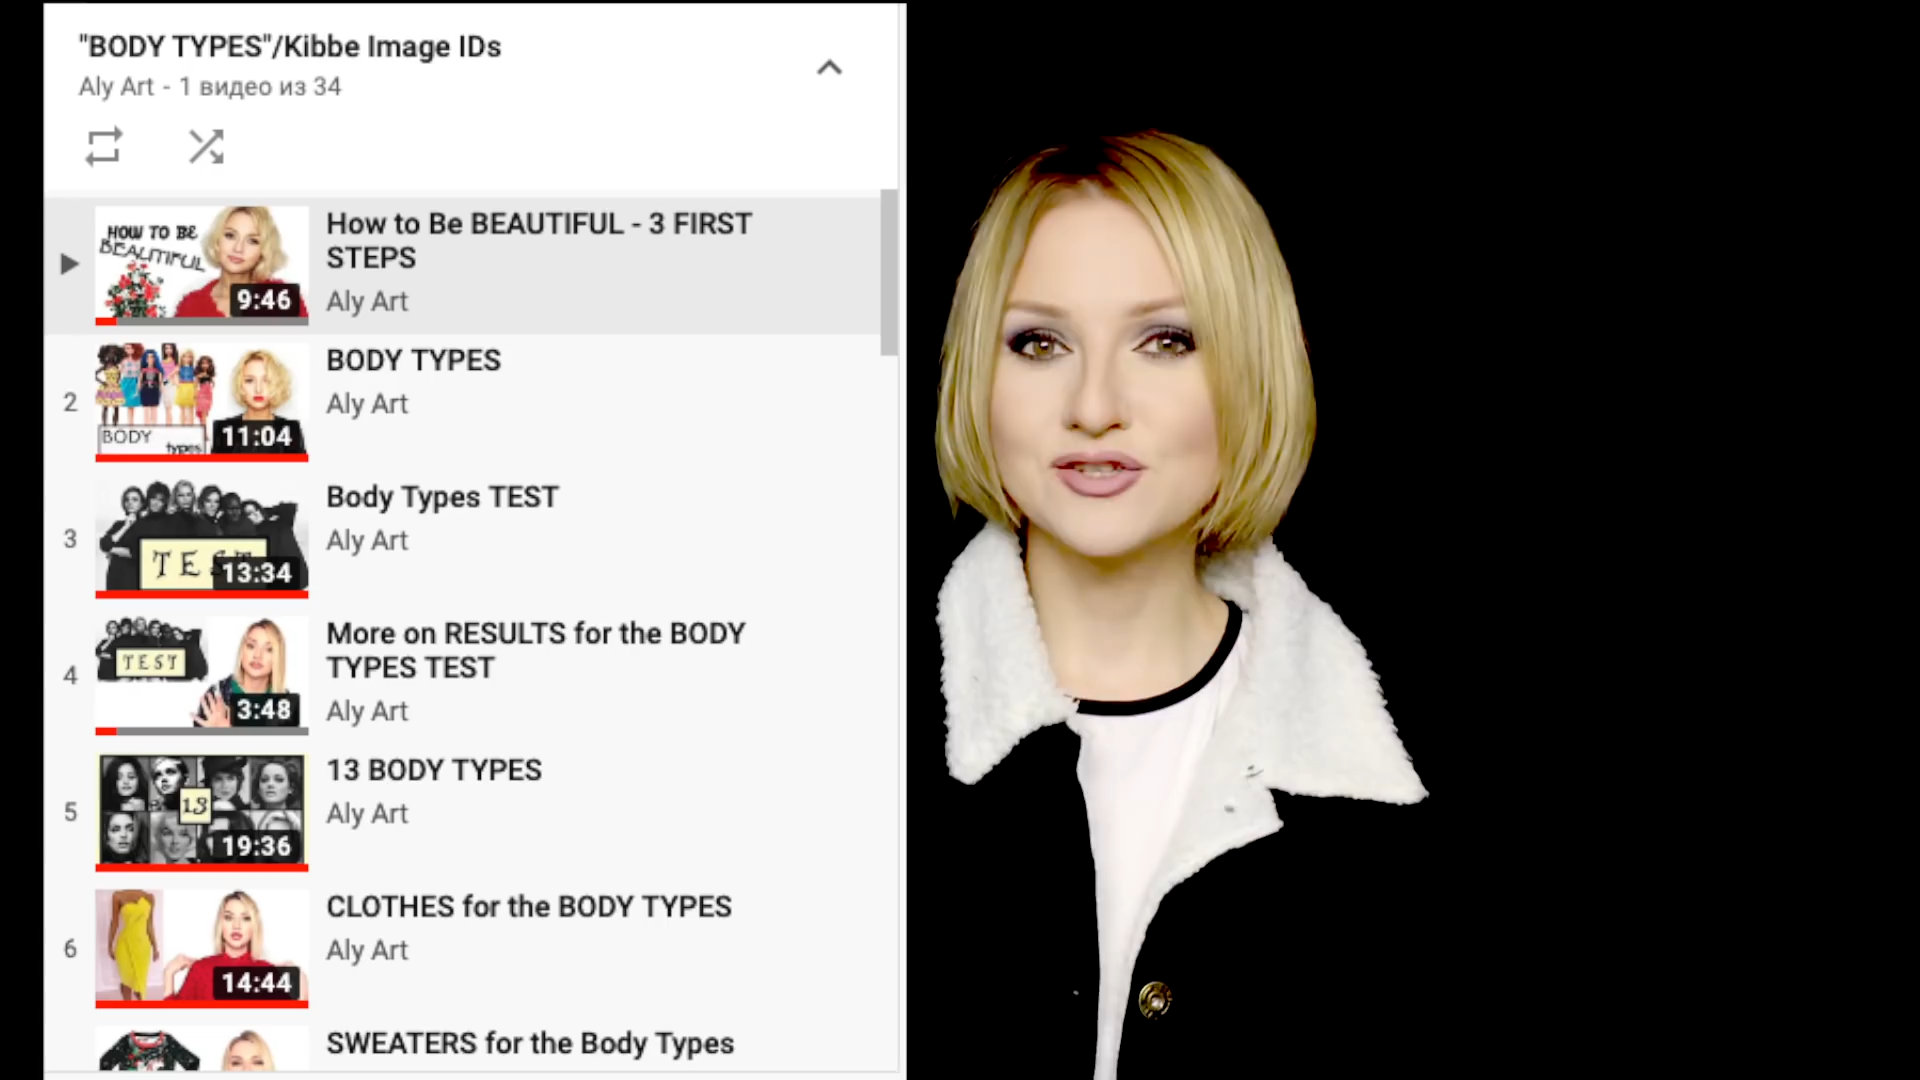 "BODY TYPES"/Kibbe Image IDs
Aly Art - 1 видео из 34
HOW TO BE
BEAUTIFUL
9:46
How to Be BEAUTIFUL - 3 FIRST
STEPS
Aly Art
2
BODY
types
11:04
BODY TYPES
Aly Art
3
TEST
13:34
Body Types TEST
Aly Art
4
TEST
3:48
More on RESULTS for the BODY
TYPES TEST
Aly Art
5
13
19:36
13 BODY TYPES
Aly Art
6
14:44
CLOTHES for the BODY TYPES
Aly Art
SWEATERS for the Body Types